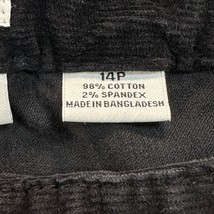 14P
98% COTTON
2% SPANDEX
MADE IN BANGLADESH